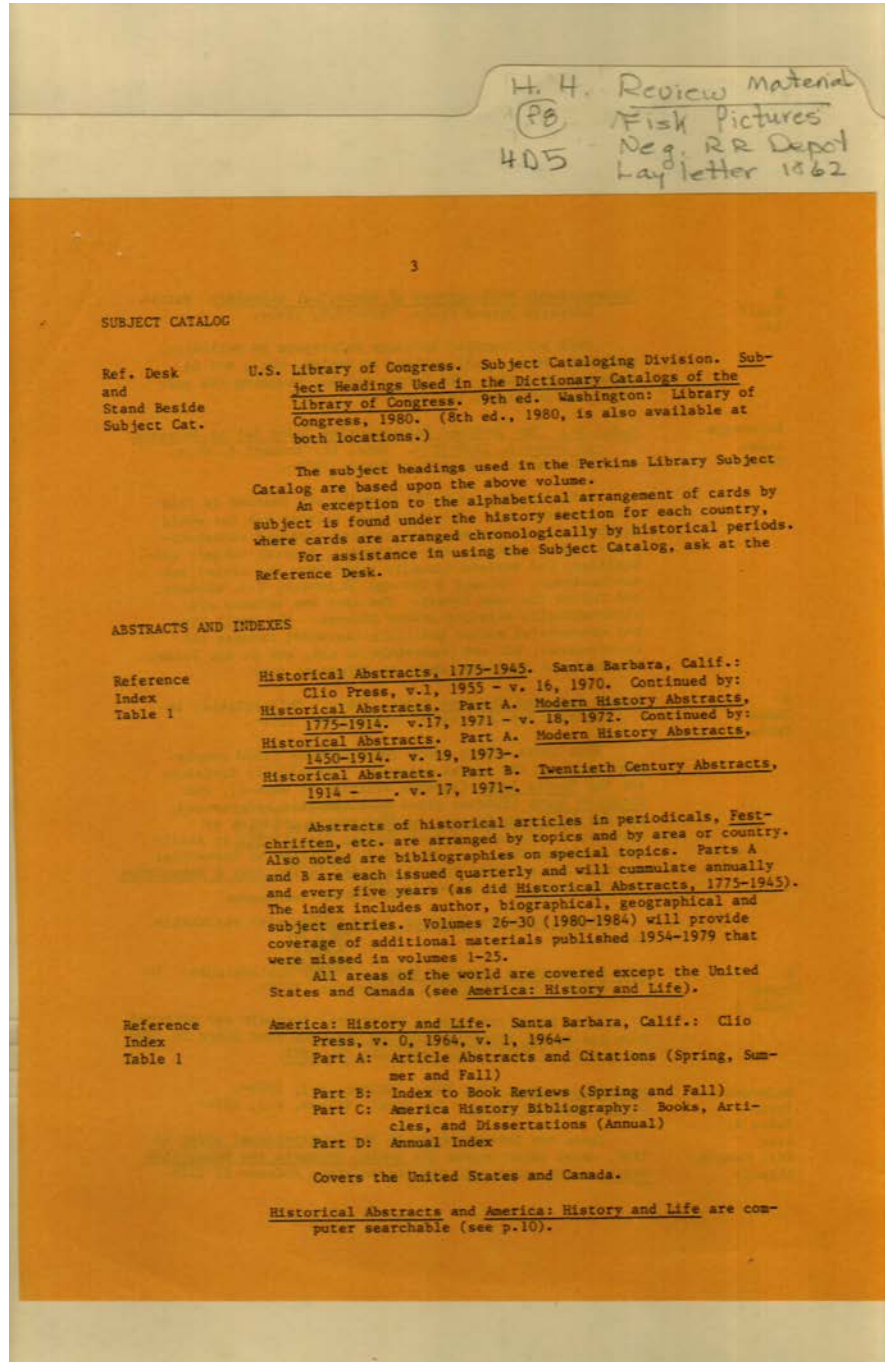 H. H. Review Material
P8 Fisk Pictures
4D5 Neg. RR Depot
Lay letter 1862
3
SUBJECT CATALOG
Ref. Desk
and
Stand Beside
Subject Cat.
U.S. Library of Congress. Subject Cataloging Division. Sub-
ject Headings Used in the Dictionary Catalogs of the
Library of Congress. 9th ed. Washington: Library of
Congress, 1980. (8th ed., 1980, is also available at
both locations.)
The subject headings used in the Perkins Library Subject
Catalog are based upon the above volume.
An exception to the alphabetical arrangement of cards by
subject is found under the history section for each country,
where cards are arranged chronologically by historical periods.
For assistance in using the Subject Catalog, ask at the
Reference Desk.
ABSTRACTS AND INDEXES
Reference
Index
Table 1
Historical Abstracts, 1775-1945. Santa Barbara, Calif.:
Clio Press, v.1, 1955 - v. 16, 1970. Continued by:
Historical Abstracts. Part A. Modern History Abstracts,
1775-1914. v.17, 1971 - v. 18, 1972. Continued by:
Historical Abstracts. Part A. Modern History Abstracts,
1450-1914. v. 19, 1973-.
Historical Abstracts. Part B. Twentieth Century Abstracts,
1914 - . v. 17, 1971-.
Abstracts of historical articles in periodicals, Fest-
chriften, etc. are arranged by topics and by area or country.
Also noted are bibliographies on special topics. Parts A
and B are each issued quarterly and will cummulate annually
and every five years (as did Historical Abstracts, 1775-1945).
The index includes author, biographical, geographical and
subject entries. Volumes 26-30 (1980-1984) will provide
coverage of additional materials published 1954-1979 that
were missed in volumes 1-25.
All areas of the world are covered except the United
States and Canada (see America: History and Life).
Reference
Index
Table 1
America: History and Life. Santa Barbara, Calif.: Clio
Press, v. 0, 1964, v. 1, 1964-
Part A: Article Abstracts and Citations (Spring, Sum-
mer and Fall)
Part B: Index to Book Reviews (Spring and Fall)
Part C: America History Bibliography: Books, Arti-
cles, and Dissertations (Annual)
Part D: Annual Index
Covers the United States and Canada.
Historical Abstracts and America: History and Life are com-
puter searchable (see p.10).